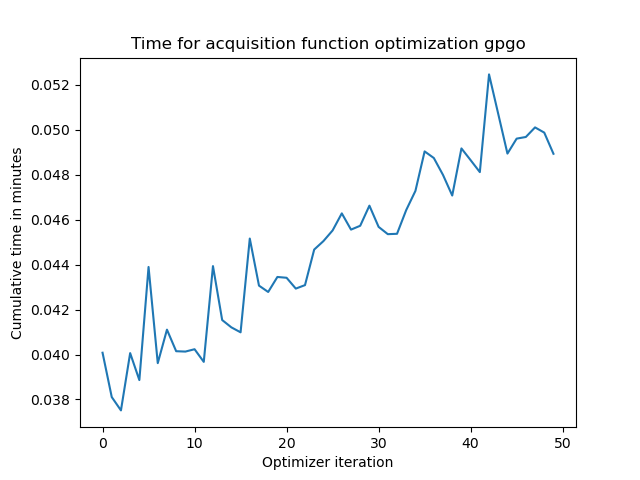 Time for acquisition function optimization gpgo
Cumulative time in minutes
0.052
0.050
0.048
0.046
0.044
0.042
0.040
0.038
0 10 20 30 40 50
Optimizer iteration